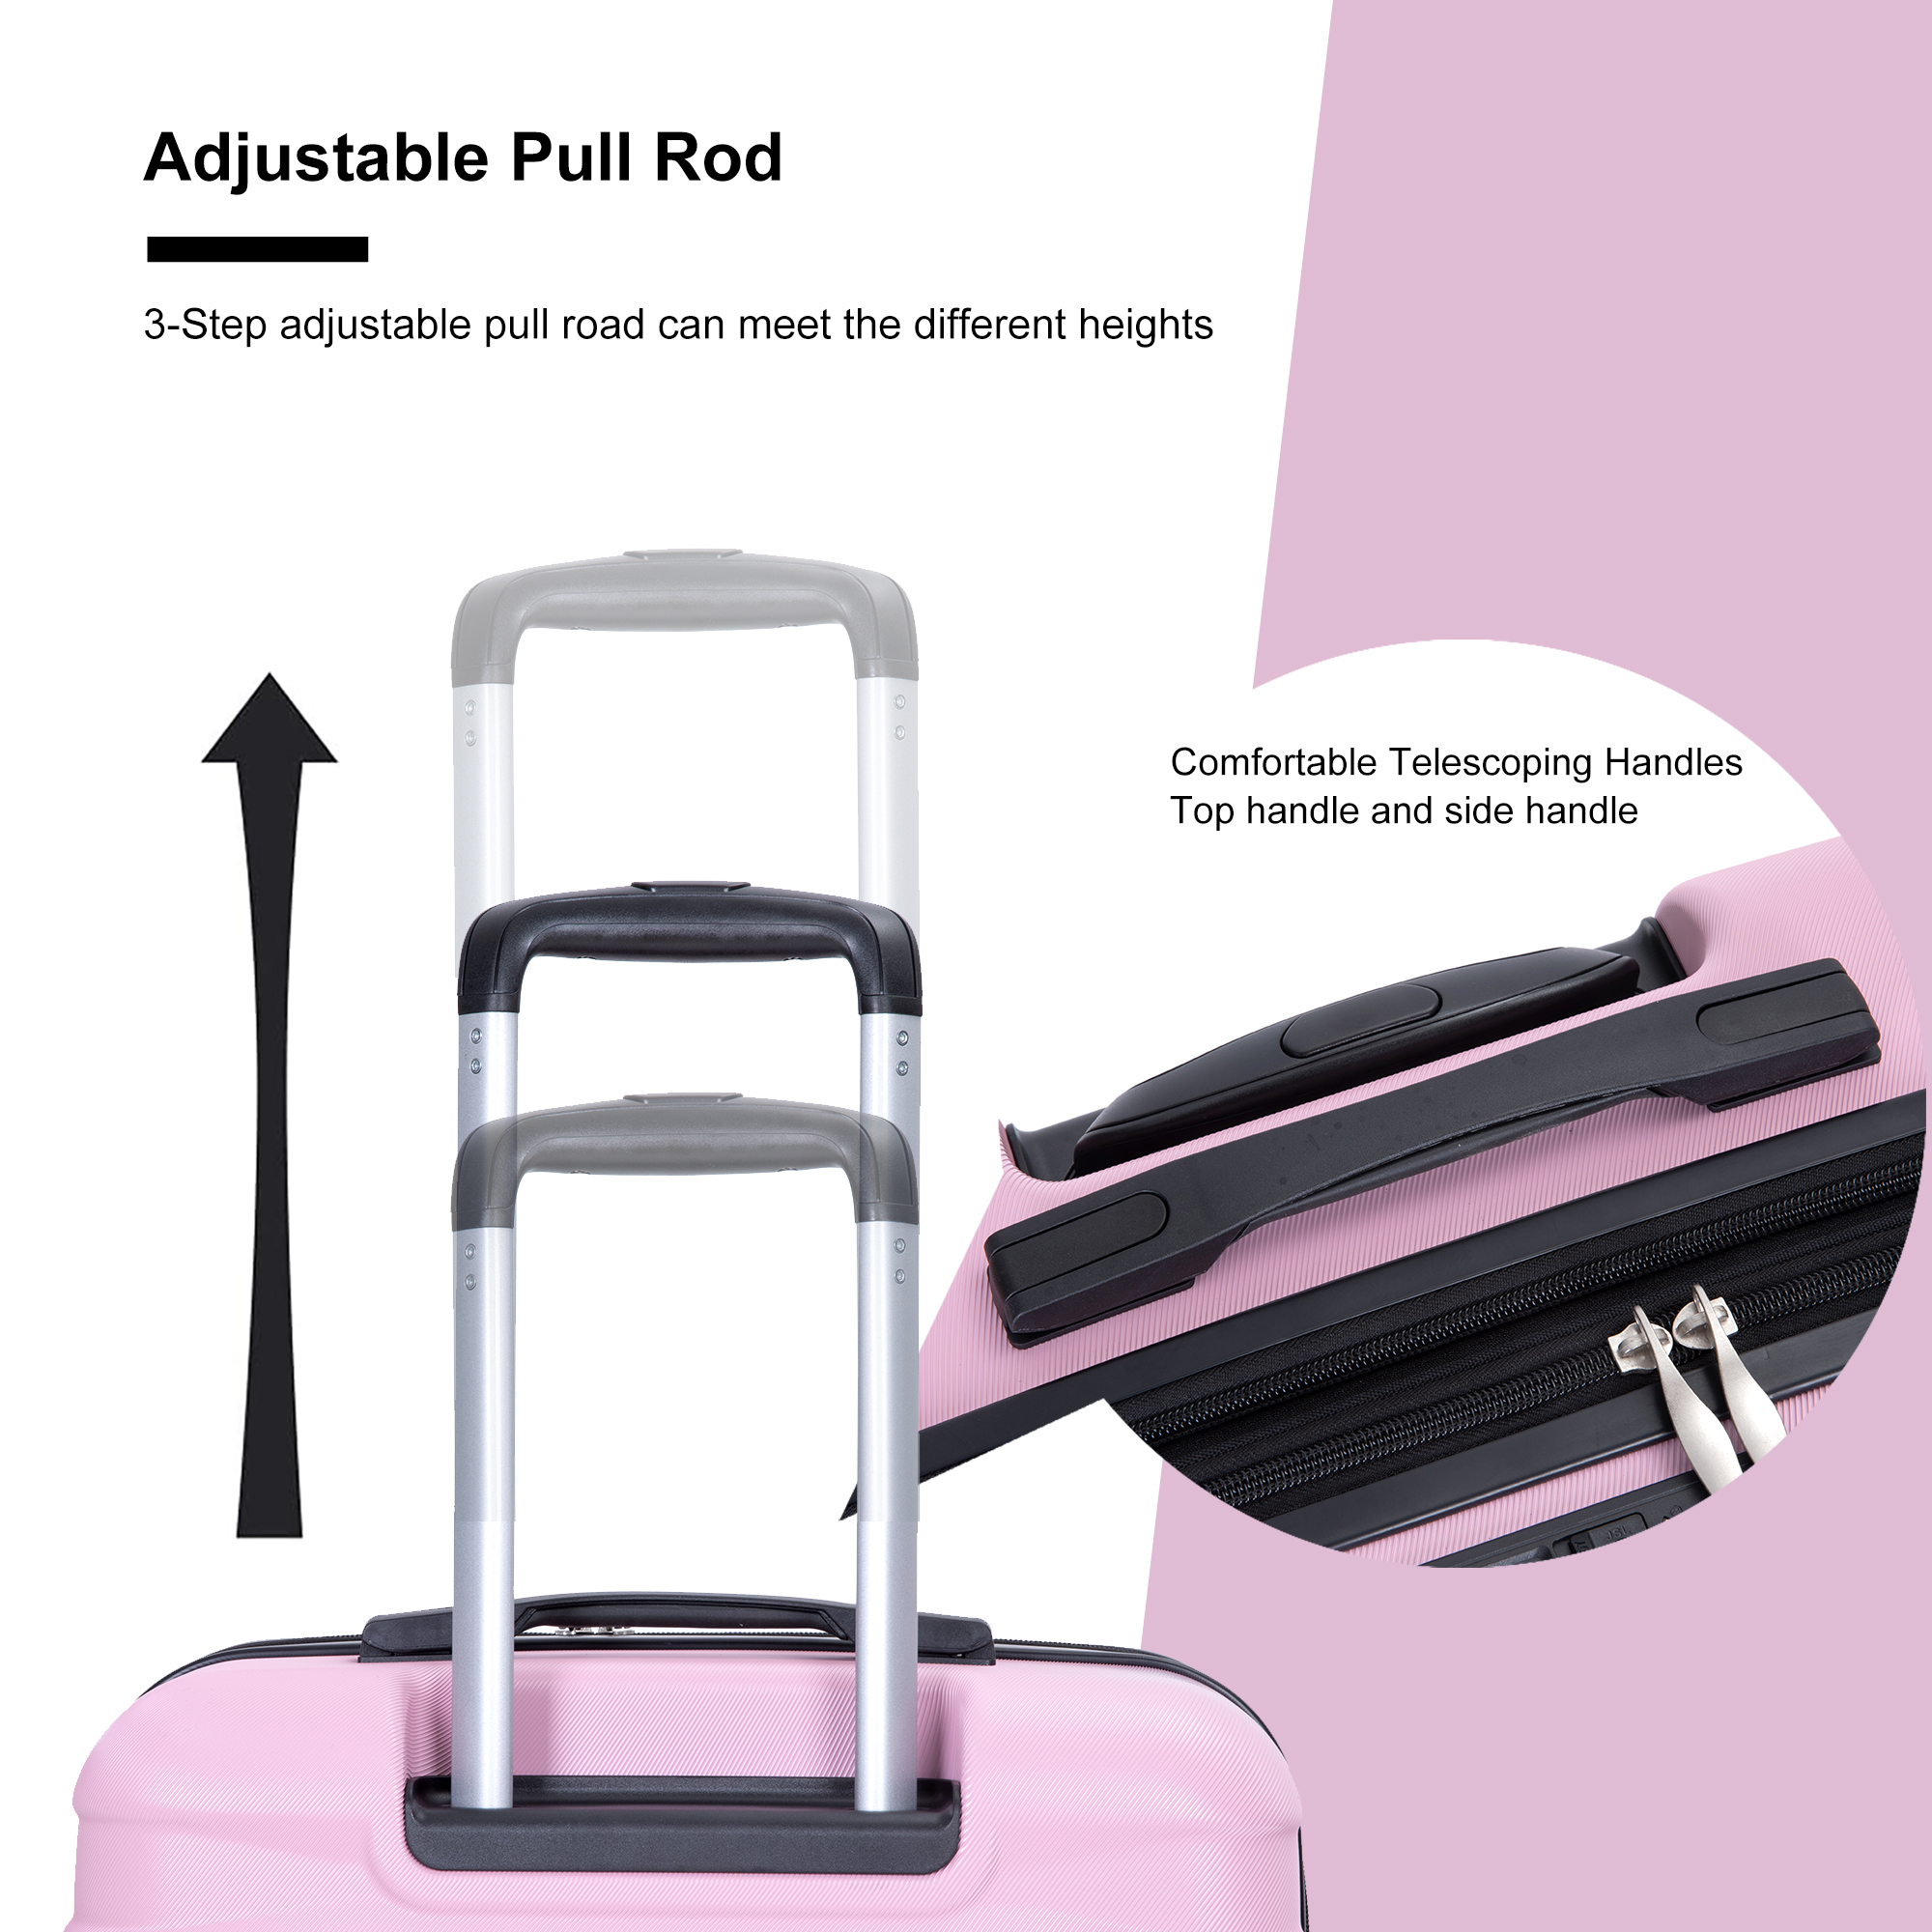 Adjustable Pull Rod
3-Step adjustable pull road can meet the different heights
Comfortable Telescoping Handles
Top handle and side handle